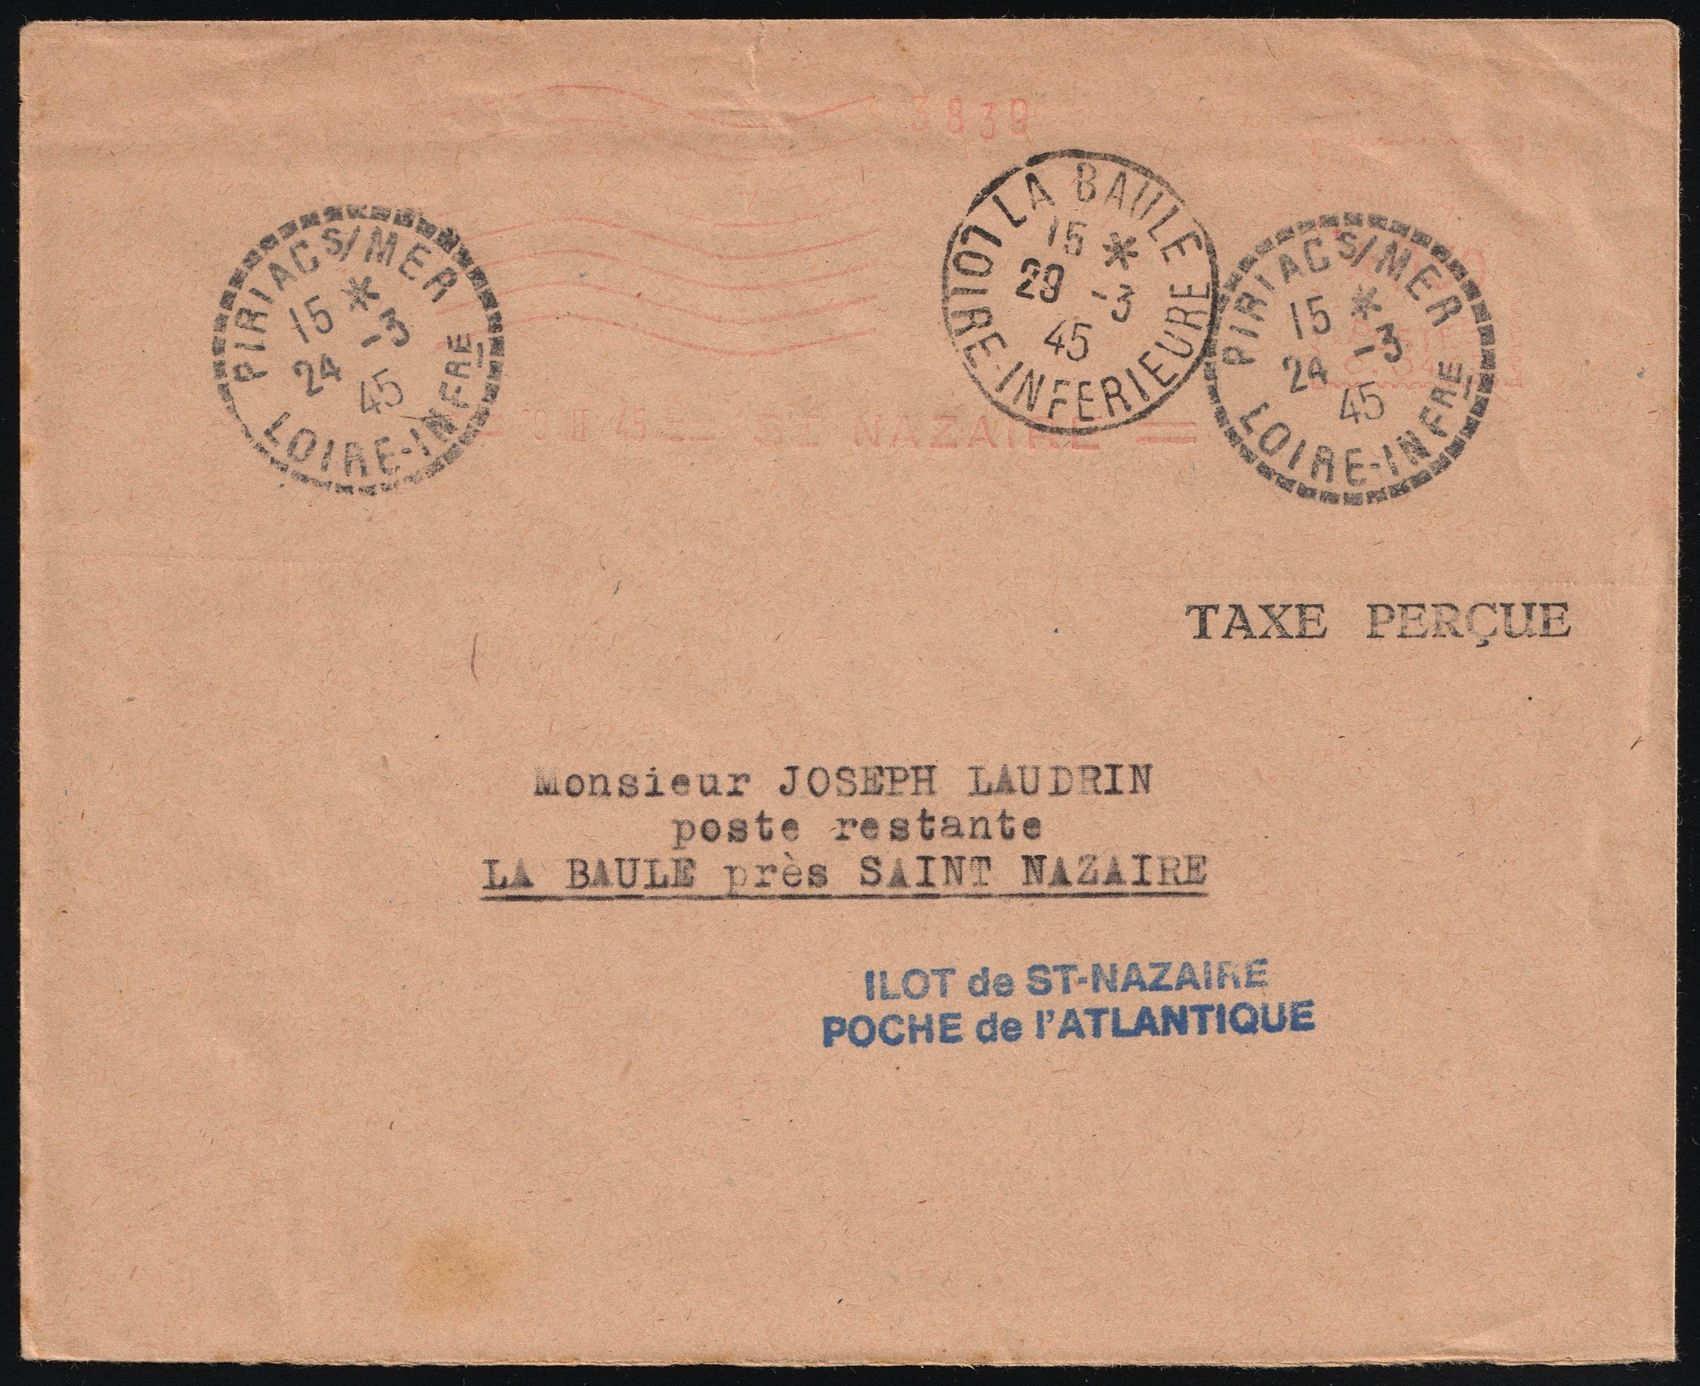 3839
PIRIAC S/MER
15 *
24 -3
45
LOIRE-INFRE
LA BAULE
15 *
29 -3
45
LOIRE-INFERIEURE
PIRIAC S/MER
15 *
24 -3
45
LOIRE-INFRE
III 45
NAZAIRE
TAXE PERÇUE
Monsieur JOSEPH LAUDRIN
poste restante
LA BAULE près SAINT NAZAIRE
ILOT de ST-NAZAIRE
POCHE de l'ATLANTIQUE